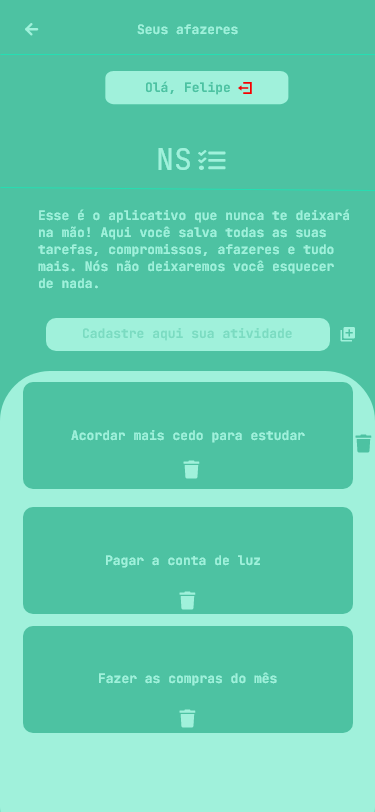 Seus afazeres
Olá, Felipe
NS
Esse é o aplicativo que nunca te deixará
na mão! Aqui você salva todas as suas
tarefas, compromissos, afazeres e tudo
mais. Nós não deixaremos você esquecer
de nada.
Cadastre aqui sua atividade
Acordar mais cedo para estudar
Pagar a conta de luz
Fazer as compras do mês